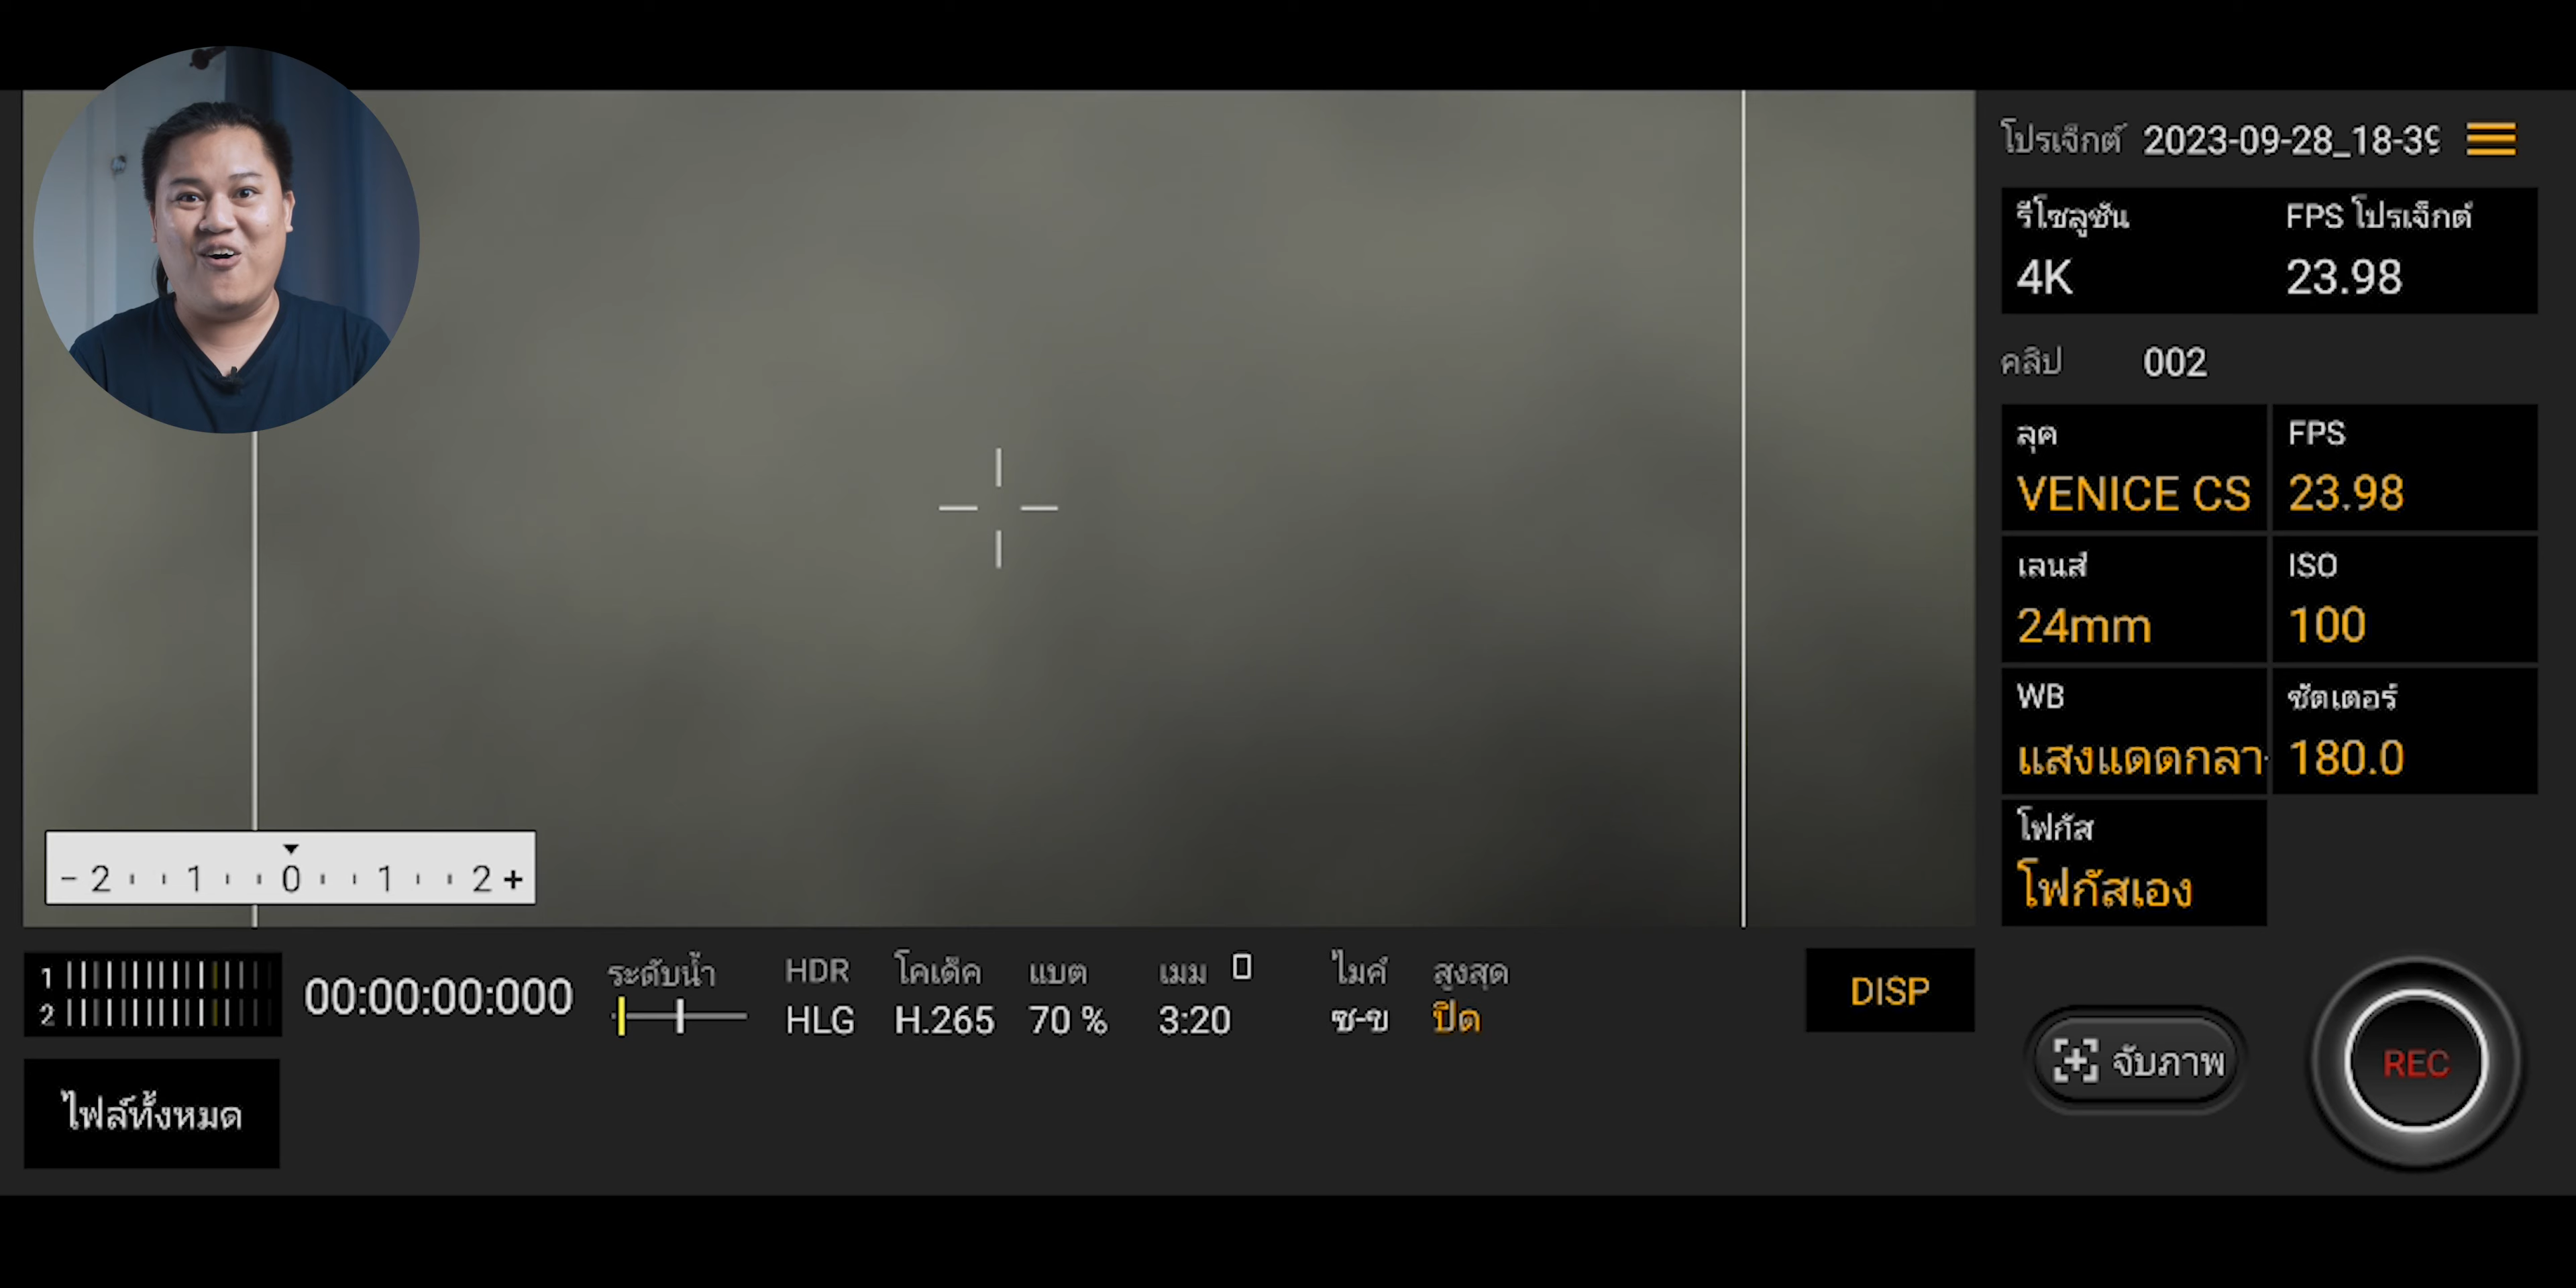 โปรเจ็กต์ 2023-09-28_18-39
รีโซลูชัน FPS โปรเจ็กต์
4K 23.98
คลิป 002
ลุค FPS
VENICE CS 23.98
เลนส์ ISO
24mm 100
WB ชัตเตอร์
แสงแดดกลา 180.0
โฟกัส
โฟกัสเอง
− 2 1 0 1 2 +
1
2
00:00:00:000
ระดับน้ำ HDR โคเด็ค แบต เมม ไมค์ สูงสุด
HLG H.265 70 % 3:20 ซ-ข ปิด
DISP
ไฟล์ทั้งหมด
จับภาพ
REC